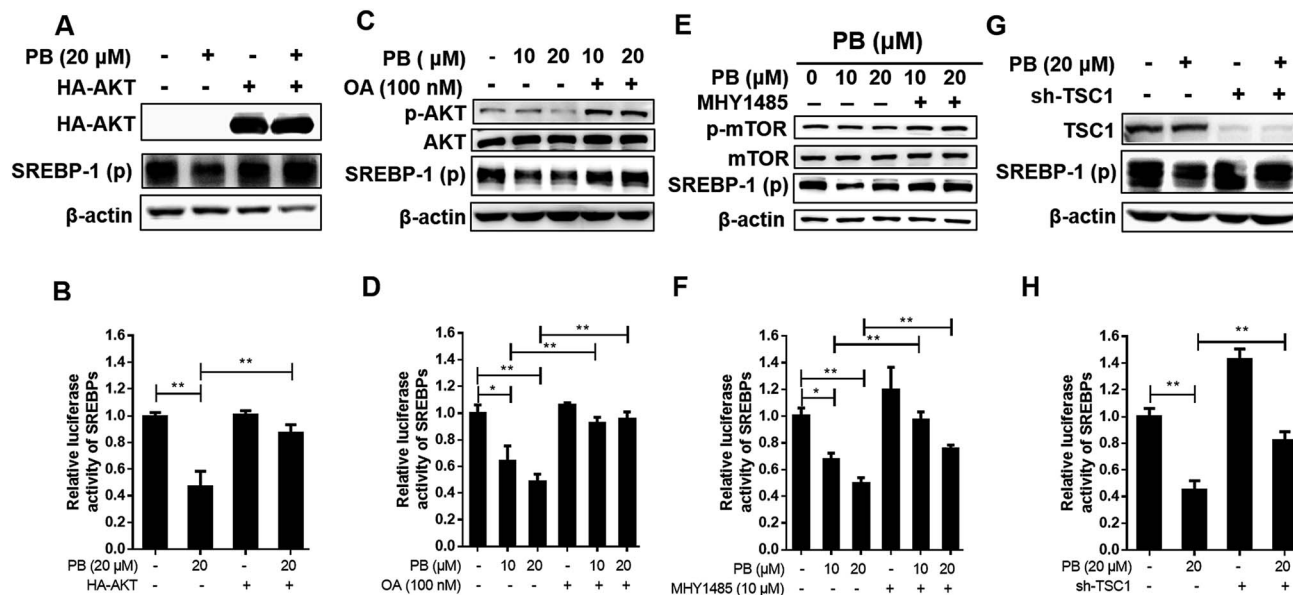 A
PB (20 µM) - + - +
HA-AKT - - + +
HA-AKT
SREBP-1 (p)
β-actin
C
PB ( µM) - 10 20 10 20
OA (100 nM) - - - + +
p-AKT
AKT
SREBP-1 (p)
β-actin
E
PB (µM)
PB (µM) 0 10 20 10 20
MHY1485 – – – + +
p-mTOR
mTOR
SREBP-1 (p)
β-actin
G
PB (20 µM) - + - +
sh-TSC1 - - + +
TSC1
SREBP-1 (p)
β-actin
B
Relative luciferase
activity of SREBPs
1.6
1.4
1.2
1.0
0.8
0.6
0.4
0.2
0.0
**
**
PB (20 µM) - 20 - 20
HA-AKT - - + +
D
Relative luciferase
activity of SREBPs
1.6
1.4
1.2
1.0
0.8
0.6
0.4
0.2
0.0
**
**
**
*
PB (µM) - 10 20 - 10 20
OA (100 nM) - - - + + +
F
Relative luciferase
activity of SREBPs
1.6
1.4
1.2
1.0
0.8
0.6
0.4
0.2
0.0
**
**
**
*
PB (µM) - 10 20 - 10 20
MHY1485 (10 µM) - - - + + +
H
Relative luciferase
activity of SREBPs
1.6
1.4
1.2
1.0
0.8
0.6
0.4
0.2
0.0
**
**
PB (20 µM) - 20 - 20
sh-TSC1 - - + +